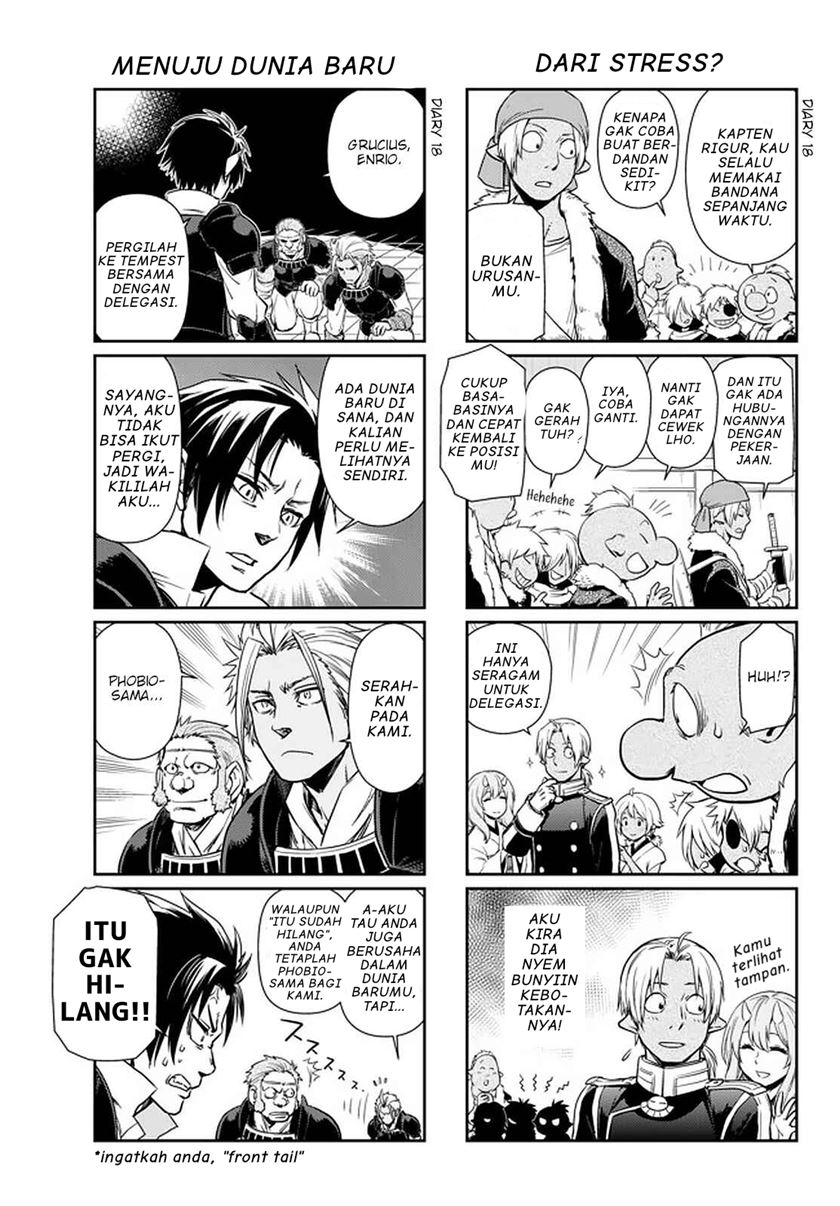 DARI STRESS?
DIARY 18
KAPTEN
RIGUR, KAU
SELALU
MEMAKAI
BANDANA
SEPANJANG
WAKTU.
KENAPA
GAK COBA
BUAT BER-
DANDAN
SEDI-
KIT?
BUKAN
URUSAN-
MU.
DAN ITU
GAK ADA
HUBU-
NGANNYA
DENGAN
PEKER-
JAAN.
NANTI
GAK
DAPAT
CEWEK
LHO.
IYA,
COBA
GANTI.
GAK
GERAH
TUH?
CUKUP
BASA-
BASINYA
DAN CEPAT
KEMBALI
KE POSISI
MU!
Hehehehe
HUH!?
INI
HANYA
SERAGAM
UNTUK
DELEGASI.
Kamu
terlihat
tampan.
AKU
KIRA
DIA
NYEM
BUNYIIN
KEBO-
TAKAN-
NYA!
MENUJU DUNIA BARU
DIARY 18
GRUCIUS,
ENRIO.
PERGILAH
KE TEMPEST
BERSAMA
DENGAN
DELEGASI.
ADA DUNIA
BARU DI
SANA, DAN
KALIAN
PERLU ME-
LIHATNYA
SENDIRI.
SAYANG-
NYA, AKU
TIDAK
BISA IKUT
PERGI,
JADI WA-
KILILAH
AKU...
SERAH-
KAN
PADA
KAMI.
PHOBIO-
SAMA...
A-AKU
TAU ANDA
JUGA
BERUSAHA
DALAM
DUNIA
BARUMU,
TAPI...
WALAUPUN
"ITU SUDAH
HILANG",
ANDA
TETAPLAH
PHOBIO-
SAMA BAGI
KAMI.
ススススス...
ITU
GAK
HI-
LANG!!
*ingatkah anda, "front tail"